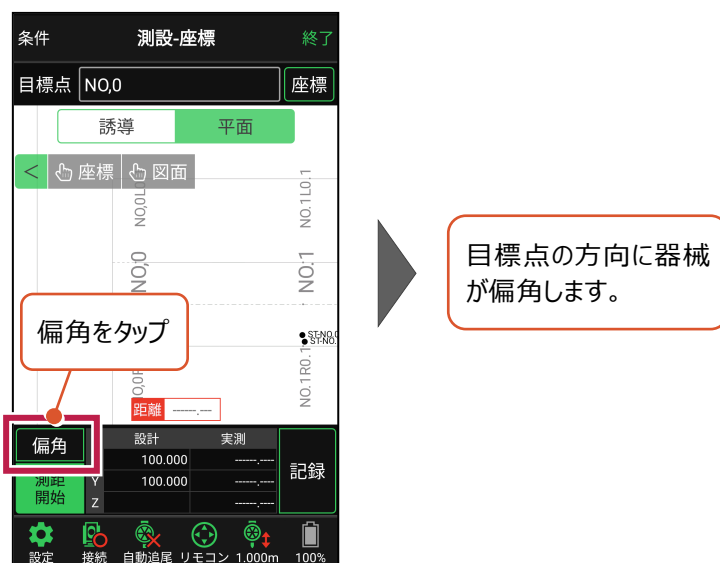 条件 測設-座標 終了
目標点 NO,0 座標
誘導 平面
< 座標 図面
NO.1 L0.1
NO,0
NO.1
偏角をタップ
目標点の方向に器械
が偏角します。
NO.1 R0.1
距離 ------.---
偏角 設計 実測
100.000 ------.----
測距
開始
Y 100.000 ------.----
Z ------.----
記録
設定 接続 自動追尾 リモコン 1.000m 100%